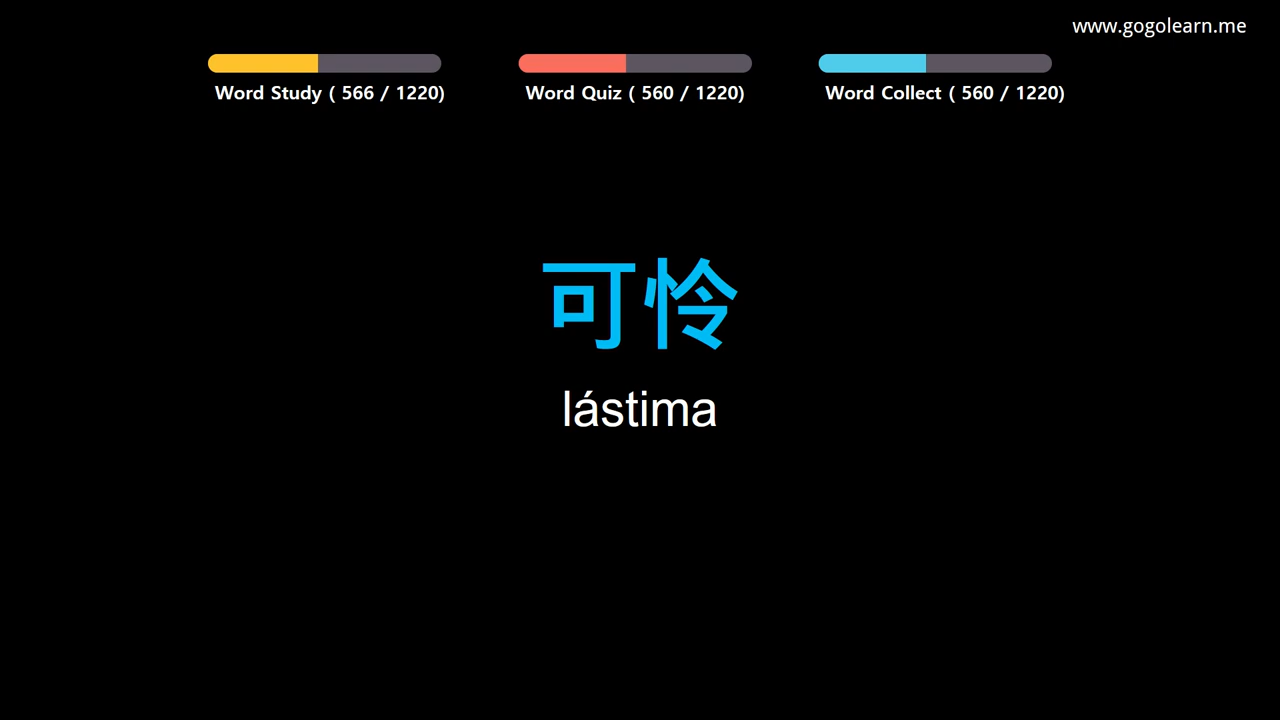 www.gogolearn.me
Word Study ( 566 / 1220)
Word Quiz ( 560 / 1220)
Word Collect ( 560 / 1220)
可怜
lástima